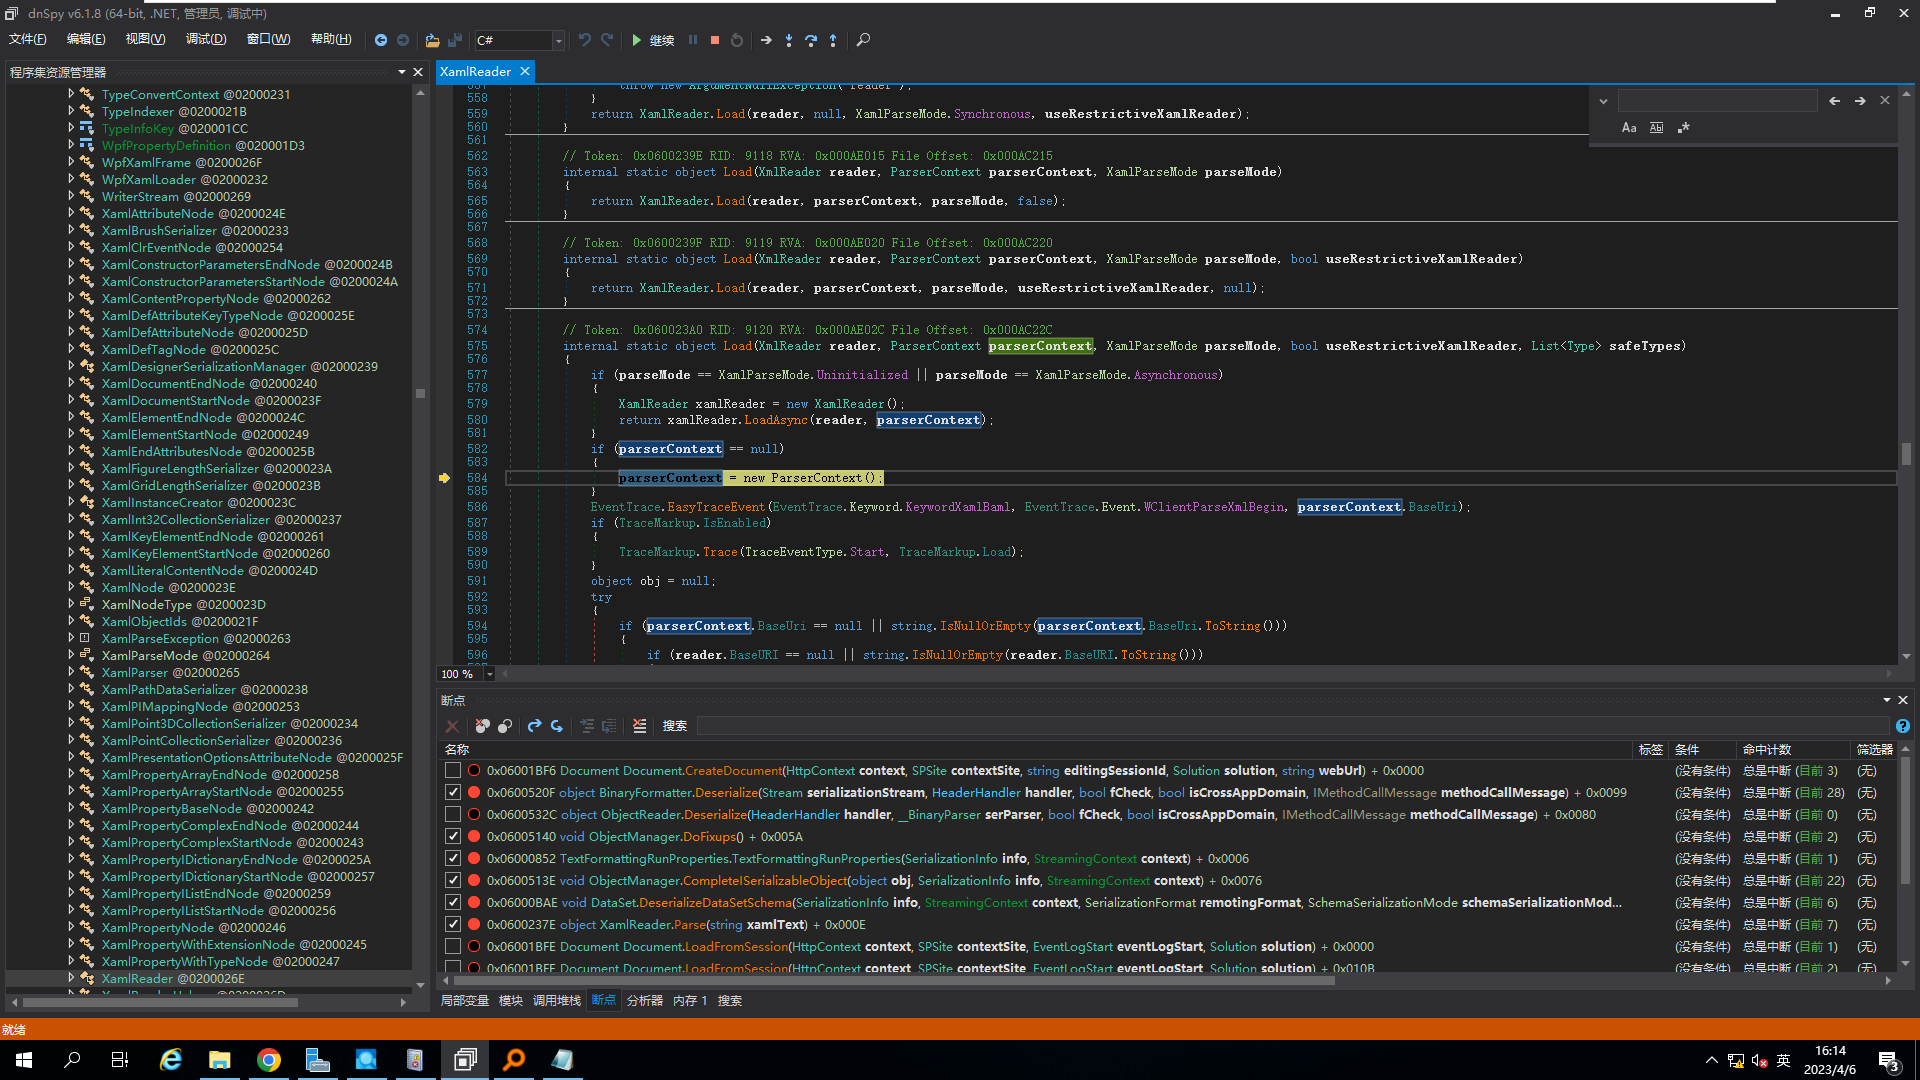 dnSpy v6.1.8 (64-bit, .NET, 管理员, 调试中)
文件(F) 编辑(E) 视图(V) 调试(D) 窗口(W) 帮助(H) C# 继续
程序集资源管理器
TypeConvertContext @02000231
TypeIndexer @0200021B
TypeInfoKey @020001CC
WpfPropertyDefinition @020001D3
WpfXamlFrame @0200026F
WpfXamlLoader @02000232
WriterStream @02000269
XamlAttributeNode @0200024E
XamlBrushSerializer @02000233
XamlClrEventNode @02000254
XamlConstructorParametersEndNode @0200024B
XamlConstructorParametersStartNode @0200024A
XamlContentPropertyNode @02000262
XamlDefAttributeKeyTypeNode @0200025E
XamlDefAttributeNode @0200025D
XamlDefTagNode @0200025C
XamlDesignerSerializationManager @02000239
XamlDocumentEndNode @02000240
XamlDocumentStartNode @0200023F
XamlElementEndNode @0200024C
XamlElementStartNode @02000249
XamlEndAttributesNode @0200025B
XamlFigureLengthSerializer @0200023A
XamlGridLengthSerializer @0200023B
XamlInstanceCreator @0200023C
XamlInt32CollectionSerializer @02000237
XamlKeyElementEndNode @02000261
XamlKeyElementStartNode @02000260
XamlLiteralContentNode @0200024D
XamlNode @0200023E
XamlNodeType @0200023D
XamlObjectIds @0200021F
XamlParseException @02000263
XamlParseMode @02000264
XamlParser @02000265
XamlPathDataSerializer @02000238
XamlPIMappingNode @02000253
XamlPoint3DCollectionSerializer @02000234
XamlPointCollectionSerializer @02000236
XamlPresentationOptionsAttributeNode @0200025F
XamlPropertyArrayEndNode @02000258
XamlPropertyArrayStartNode @02000255
XamlPropertyBaseNode @02000242
XamlPropertyComplexEndNode @02000244
XamlPropertyComplexStartNode @02000243
XamlPropertyIDictionaryEndNode @0200025A
XamlPropertyIDictionaryStartNode @02000257
XamlPropertyIListEndNode @02000259
XamlPropertyIListStartNode @02000256
XamlPropertyNode @02000246
XamlPropertyWithExtensionNode @02000245
XamlPropertyWithTypeNode @02000247
XamlReader @0200026E
XamlReader
557 throw new ArgumentNullException("reader");
558 }
559 return XamlReader.Load(reader, null, XamlParseMode.Synchronous, useRestrictiveXamlReader);
560 }
561
562 // Token: 0x0600239E RID: 9118 RVA: 0x000AE015 File Offset: 0x000AC215
563 internal static object Load(XmlReader reader, ParserContext parserContext, XamlParseMode parseMode)
564 {
565 return XamlReader.Load(reader, parserContext, parseMode, false);
566 }
567
568 // Token: 0x0600239F RID: 9119 RVA: 0x000AE020 File Offset: 0x000AC220
569 internal static object Load(XmlReader reader, ParserContext parserContext, XamlParseMode parseMode, bool useRestrictiveXamlReader)
570 {
571 return XamlReader.Load(reader, parserContext, parseMode, useRestrictiveXamlReader, null);
572 }
573
574 // Token: 0x060023A0 RID: 9120 RVA: 0x000AE02C File Offset: 0x000AC22C
575 internal static object Load(XmlReader reader, ParserContext parserContext, XamlParseMode parseMode, bool useRestrictiveXamlReader, List<Type> safeTypes)
576 {
577 if (parseMode == XamlParseMode.Uninitialized || parseMode == XamlParseMode.Asynchronous)
578 {
579 XamlReader xamlReader = new XamlReader();
580 return xamlReader.LoadAsync(reader, parserContext);
581 }
582 if (parserContext == null)
583 {
584 parserContext = new ParserContext();
585 }
586 EventTrace.EasyTraceEvent(EventTrace.Keyword.KeywordXamlBaml, EventTrace.Event.WClientParseXmlBegin, parserContext.BaseUri);
587 if (TraceMarkup.IsEnabled)
588 {
589 TraceMarkup.Trace(TraceEventType.Start, TraceMarkup.Load);
590 }
591 object obj = null;
592 try
593 {
594 if (parserContext.BaseUri == null || string.IsNullOrEmpty(parserContext.BaseUri.ToString()))
595 {
596 if (reader.BaseURI == null || string.IsNullOrEmpty(reader.BaseURI.ToString()))
Aa Ab .*
100 %
断点
搜索
名称 标签 条件 命中计数 筛选器
0x06001BF6 Document Document.CreateDocument(HttpContext context, SPSite contextSite, string editingSessionId, Solution solution, string webUrl) + 0x0000 (没有条件) 总是中断 (目前 3) (无)
0x0600520F object BinaryFormatter.Deserialize(Stream serializationStream, HeaderHandler handler, bool fCheck, bool isCrossAppDomain, IMethodCallMessage methodCallMessage) + 0x0099 (没有条件) 总是中断 (目前 28) (无)
0x0600532C object ObjectReader.Deserialize(HeaderHandler handler, __BinaryParser serParser, bool fCheck, bool isCrossAppDomain, IMethodCallMessage methodCallMessage) + 0x0080 (没有条件) 总是中断 (目前 0) (无)
0x06005140 void ObjectManager.DoFixups() + 0x005A (没有条件) 总是中断 (目前 2) (无)
0x06000852 TextFormattingRunProperties.TextFormattingRunProperties(SerializationInfo info, StreamingContext context) + 0x0006 (没有条件) 总是中断 (目前 1) (无)
0x0600513E void ObjectManager.CompleteISerializableObject(object obj, SerializationInfo info, StreamingContext context) + 0x0076 (没有条件) 总是中断 (目前 22) (无)
0x06000BAE void DataSet.DeserializeDataSetSchema(SerializationInfo info, StreamingContext context, SerializationFormat remotingFormat, SchemaSerializationMode schemaSerializationMod... (没有条件) 总是中断 (目前 6) (无)
0x0600237E object XamlReader.Parse(string xamlText) + 0x000E (没有条件) 总是中断 (目前 7) (无)
0x06001BFE Document Document.LoadFromSession(HttpContext context, SPSite contextSite, EventLogStart eventLogStart, Solution solution) + 0x0000 (没有条件) 总是中断 (目前 1) (无)
0x06001BFE Document Document.LoadFromSession(HttpContext context, SPSite contextSite, EventLogStart eventLogStart, Solution solution) + 0x010B (没有条件) 总是中断 (目前 2) (无)
局部变量 模块 调用堆栈 断点 分析器 内存 1 搜索
就绪
英 16:14
2023/4/6 3